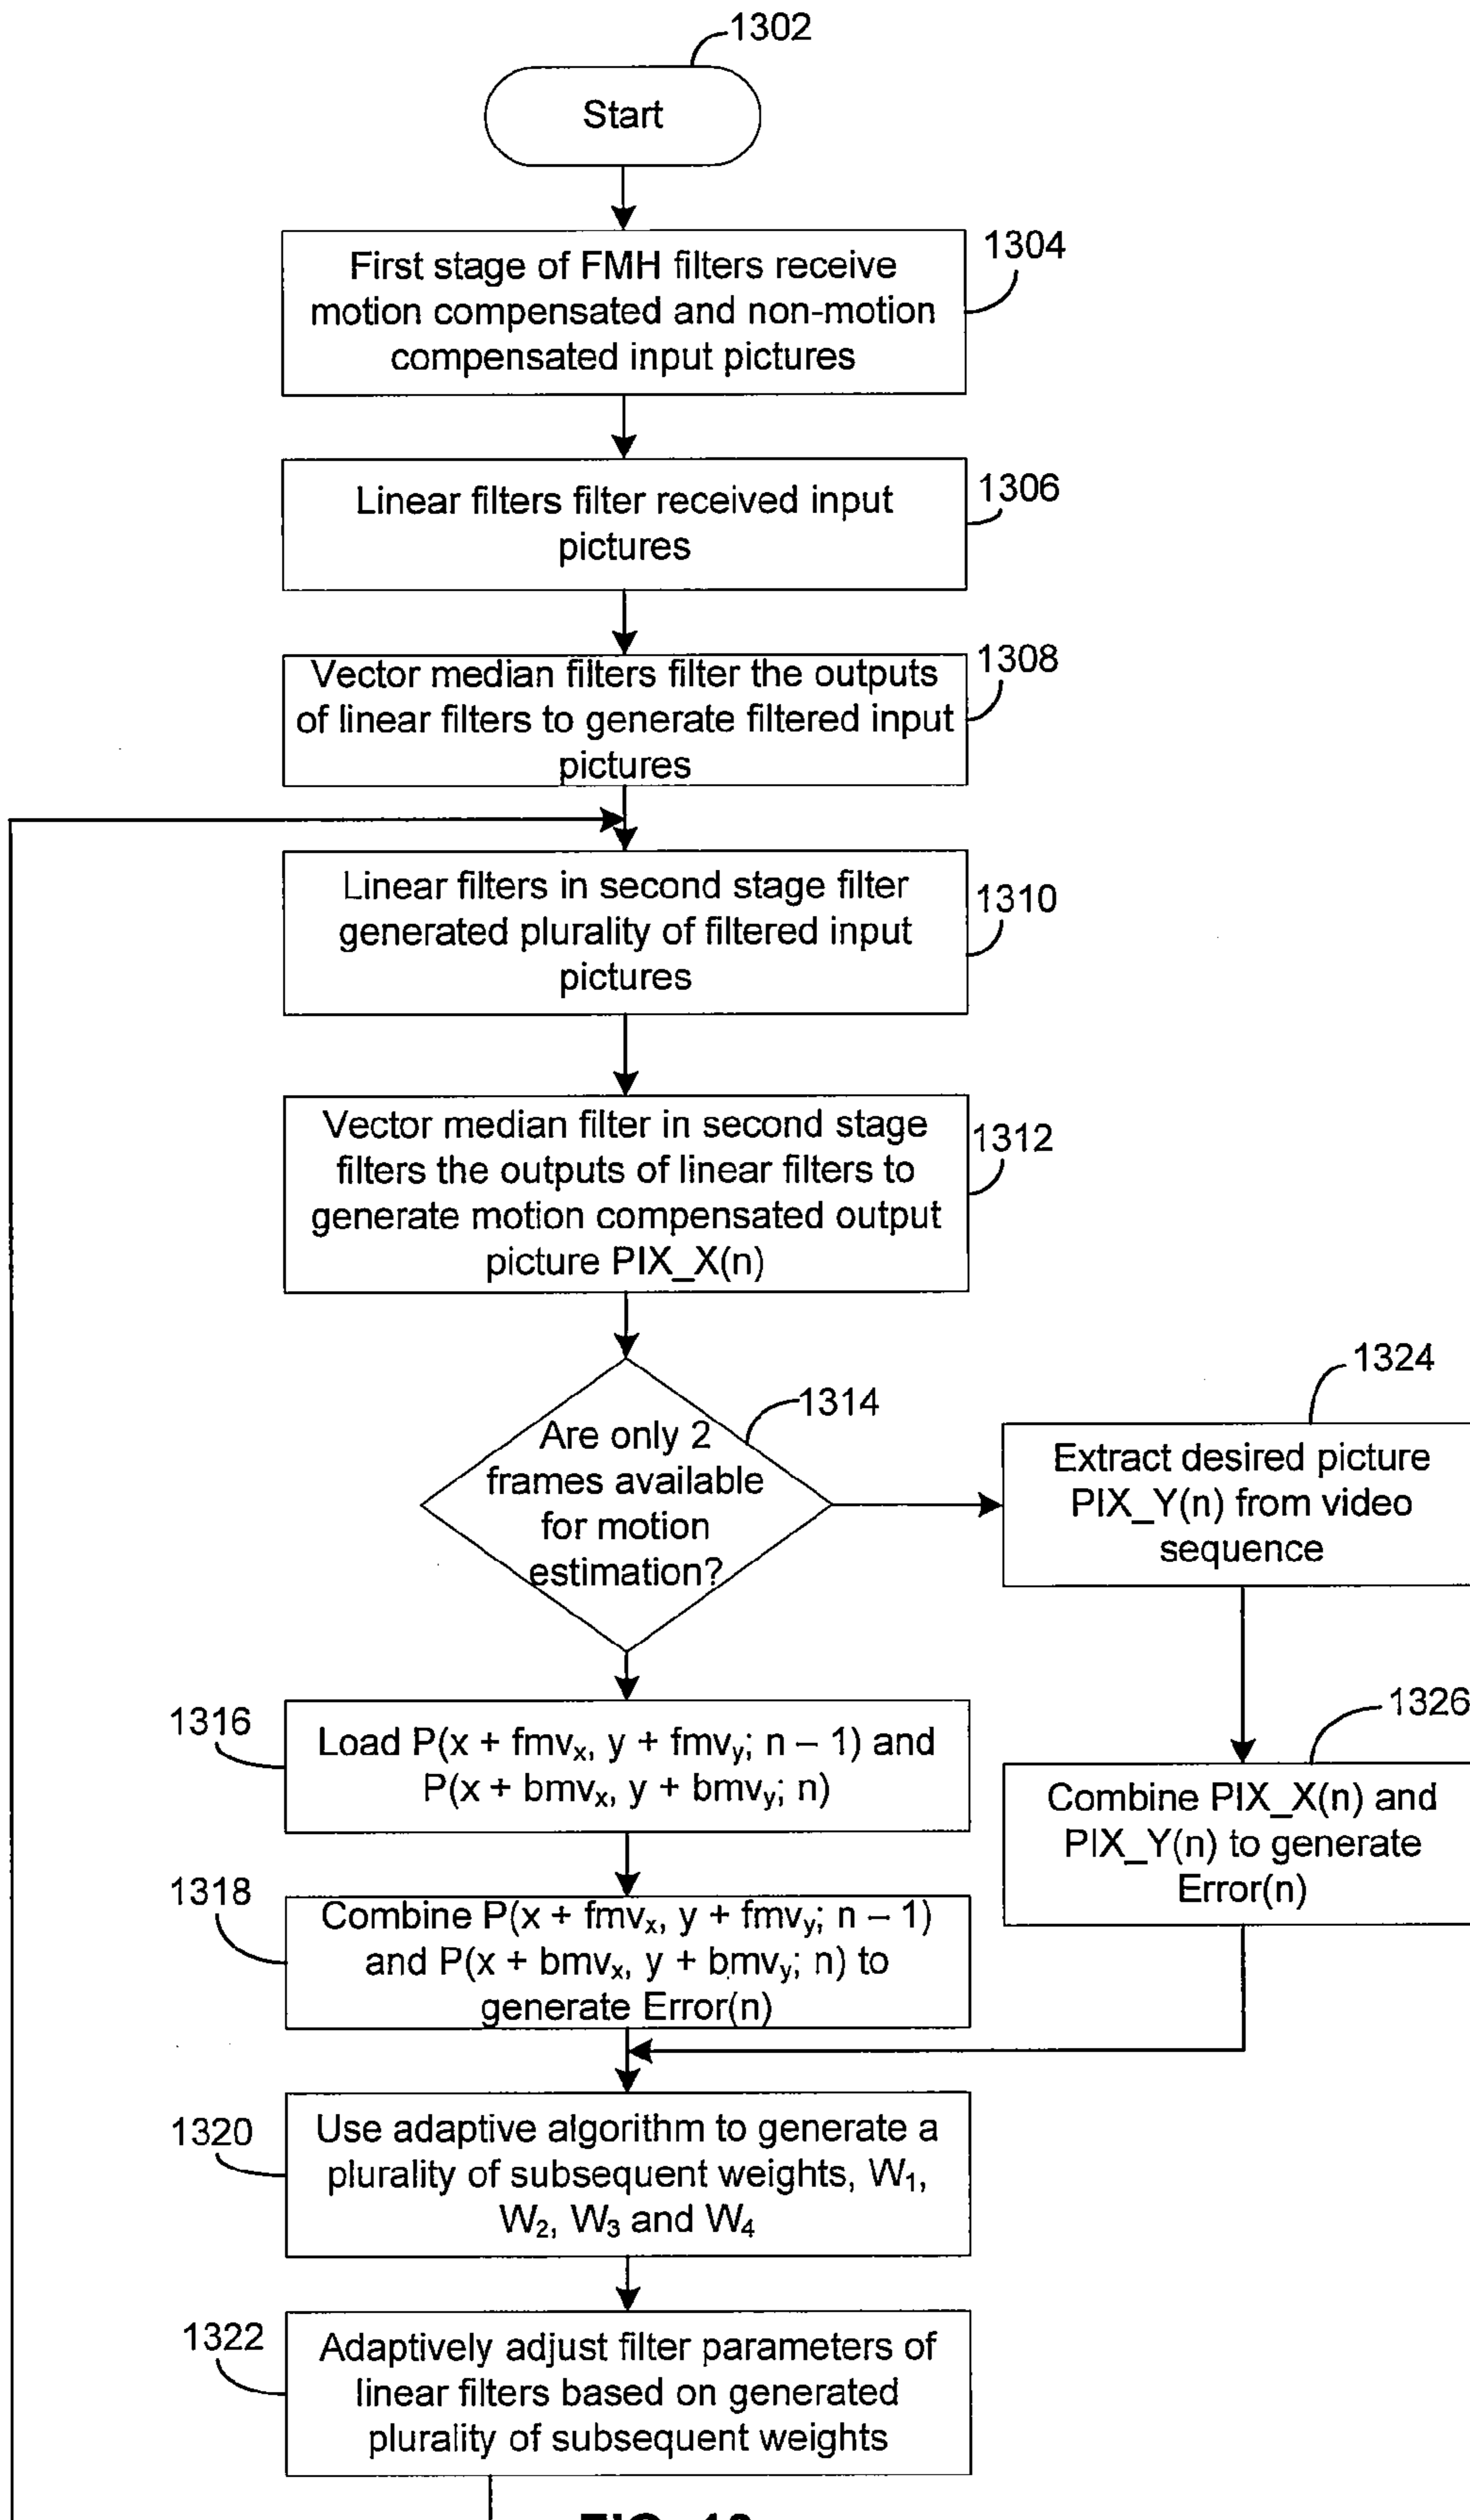 1302
Start
1304
First stage of FMH filters receive
motion compensated and non-motion
compensated input pictures
1306
Linear filters filter received input
pictures
1308
Vector median filters filter the outputs
of linear filters to generate filtered input
pictures
1310
Linear filters in second stage filter
generated plurality of filtered input
pictures
1312
Vector median filter in second stage
filters the outputs of linear filters to
generate motion compensated output
picture PIX_X(n)
1314
Are only 2
frames available
for motion
estimation?
1324
Extract desired picture
PIX_Y(n) from video
sequence
1316
Load P(x + fmvₓ, y + fmvᵧ; n – 1) and
P(x + bmvₓ, y + bmvᵧ; n)
1326
Combine PIX_X(n) and
PIX_Y(n) to generate
Error(n)
1318
Combine P(x + fmvₓ, y + fmvᵧ; n – 1)
and P(x + bmvₓ, y + bmvᵧ; n) to
generate Error(n)
1320
Use adaptive algorithm to generate a
plurality of subsequent weights, W₁,
W₂, W₃ and W₄
1322
Adaptively adjust filter parameters of
linear filters based on generated
plurality of subsequent weights